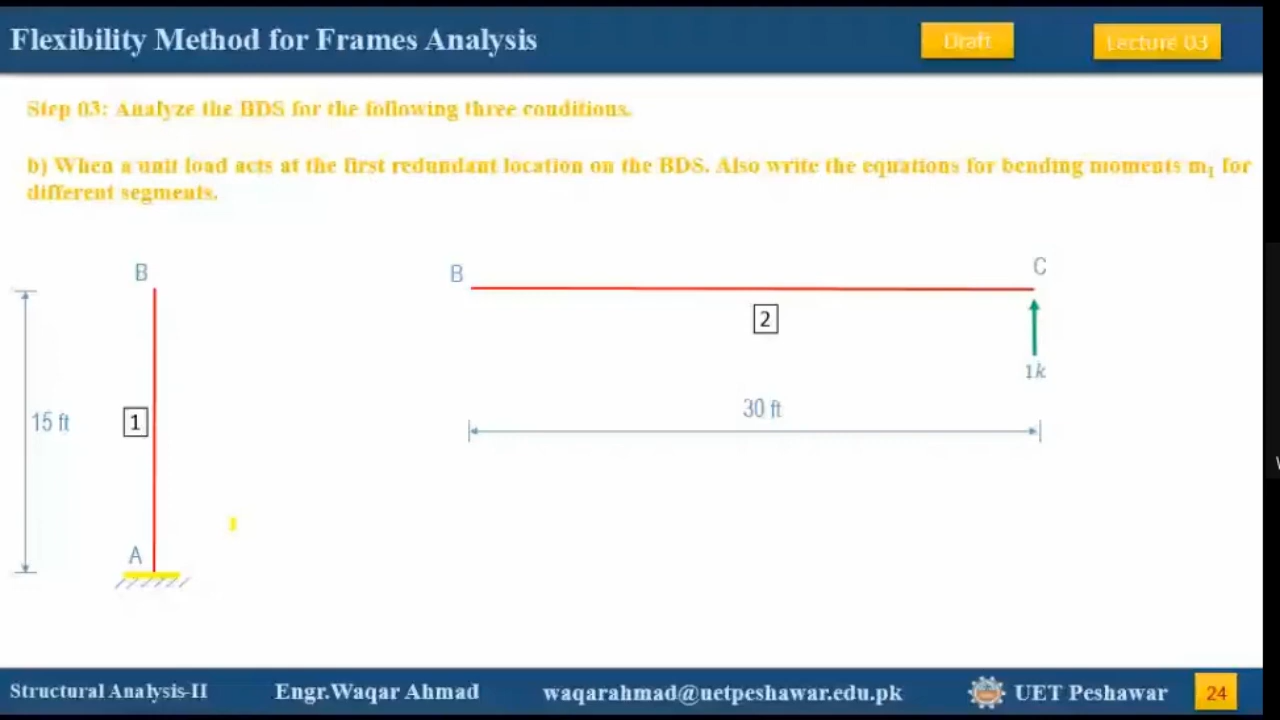 Flexibility Method for Frames Analysis
Draft
Lecture 03
Step 03: Analyze the BDS for the following three conditions.
b) When a unit load acts at the first redundant location on the BDS. Also write the equations for bending moments m₁ for
different segments.
B
B
C
2
1k
15 ft
1
30 ft
A
Structural Analysis-II
Engr.Waqar Ahmad
waqarahmad@uetpeshawar.edu.pk
UET Peshawar
24